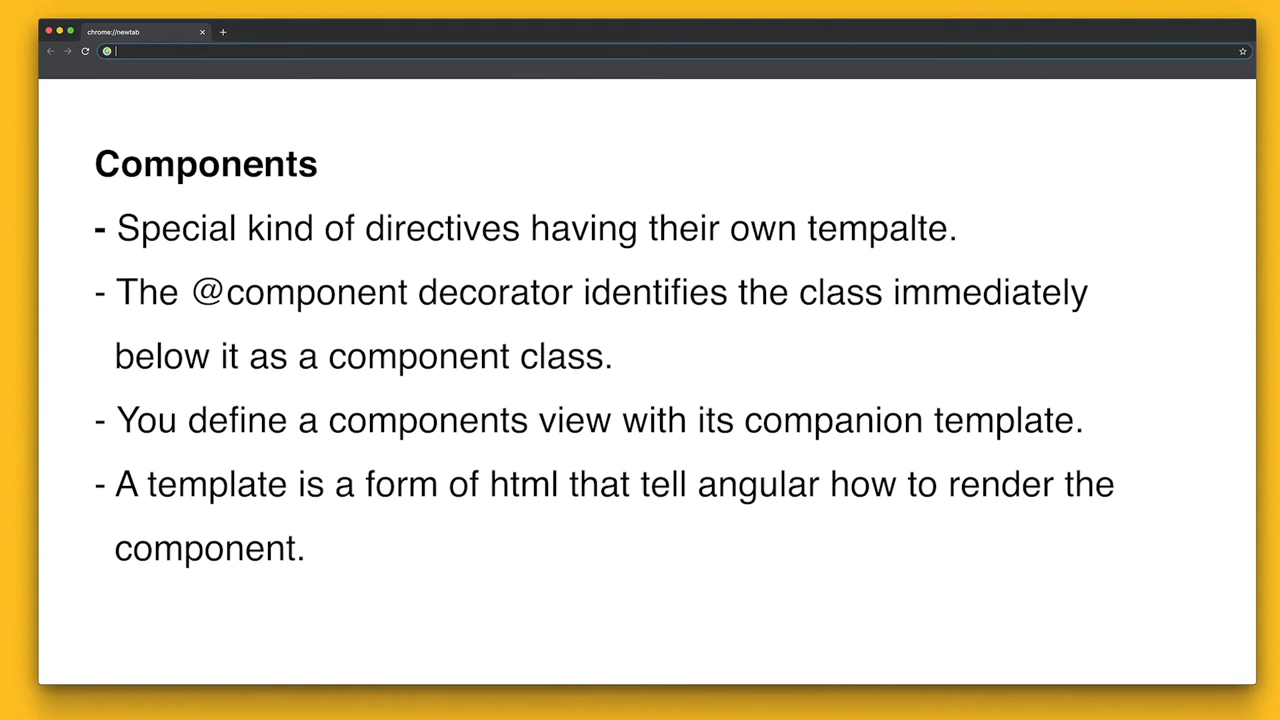 chrome://newtab
Components
- Special kind of directives having their own tempalte.
- The @component decorator identifies the class immediately
below it as a component class.
- You define a components view with its companion template.
- A template is a form of html that tell angular how to render the
component.